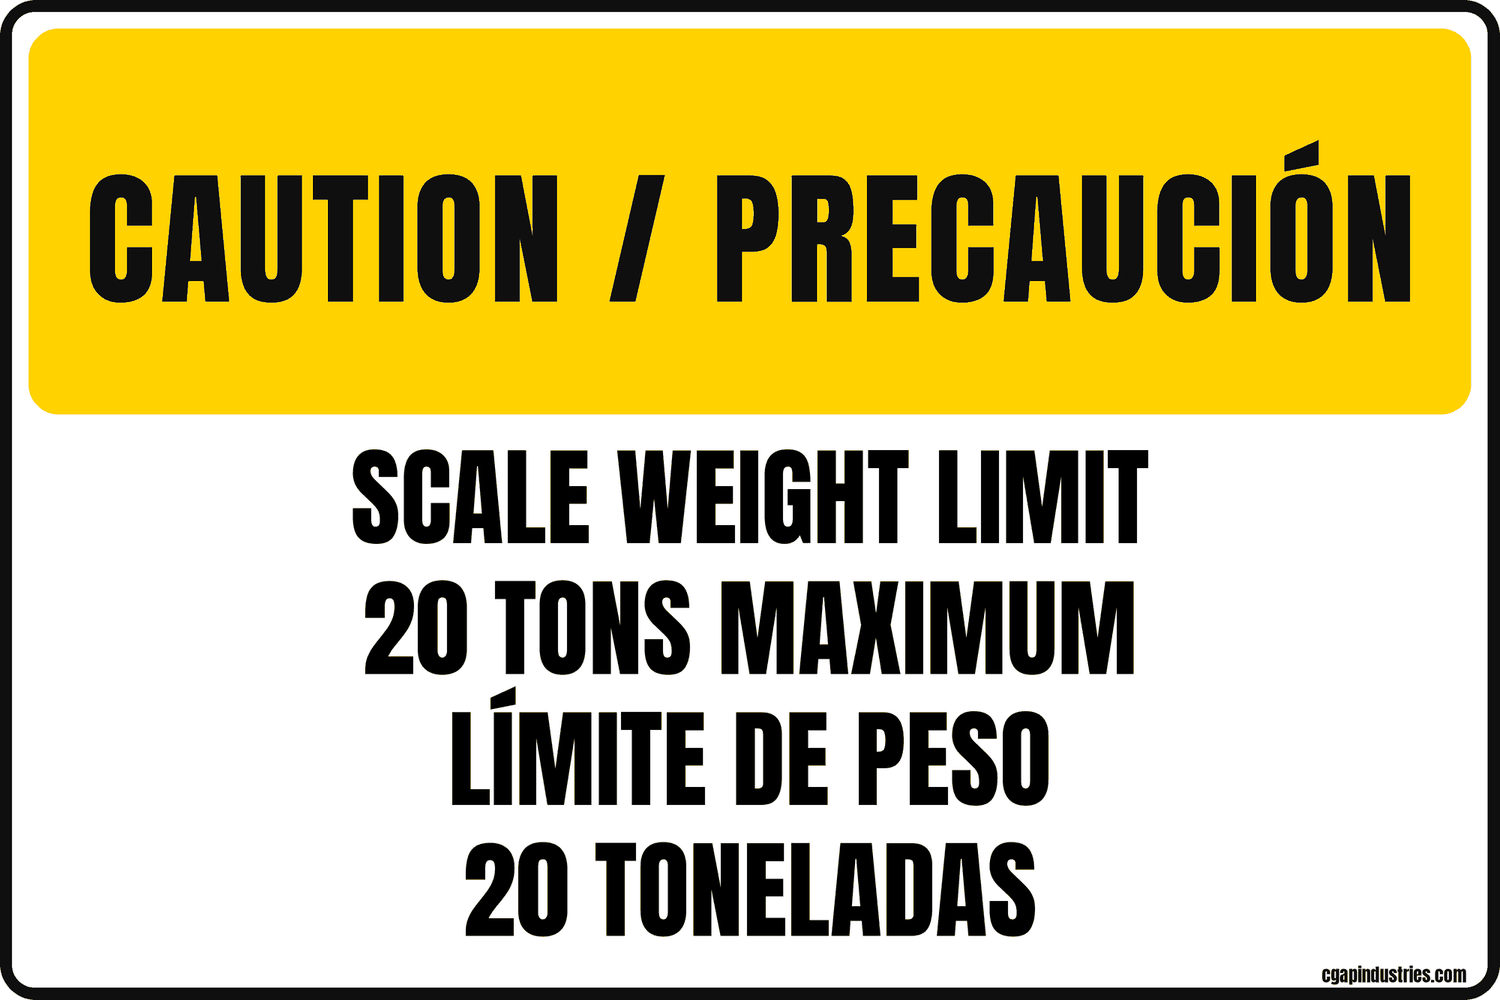 CAUTION / PRECAUCIÓN
SCALE WEIGHT LIMIT
20 TONS MAXIMUM
LÍMITE DE PESO
20 TONELADAS
cgapindustries.com